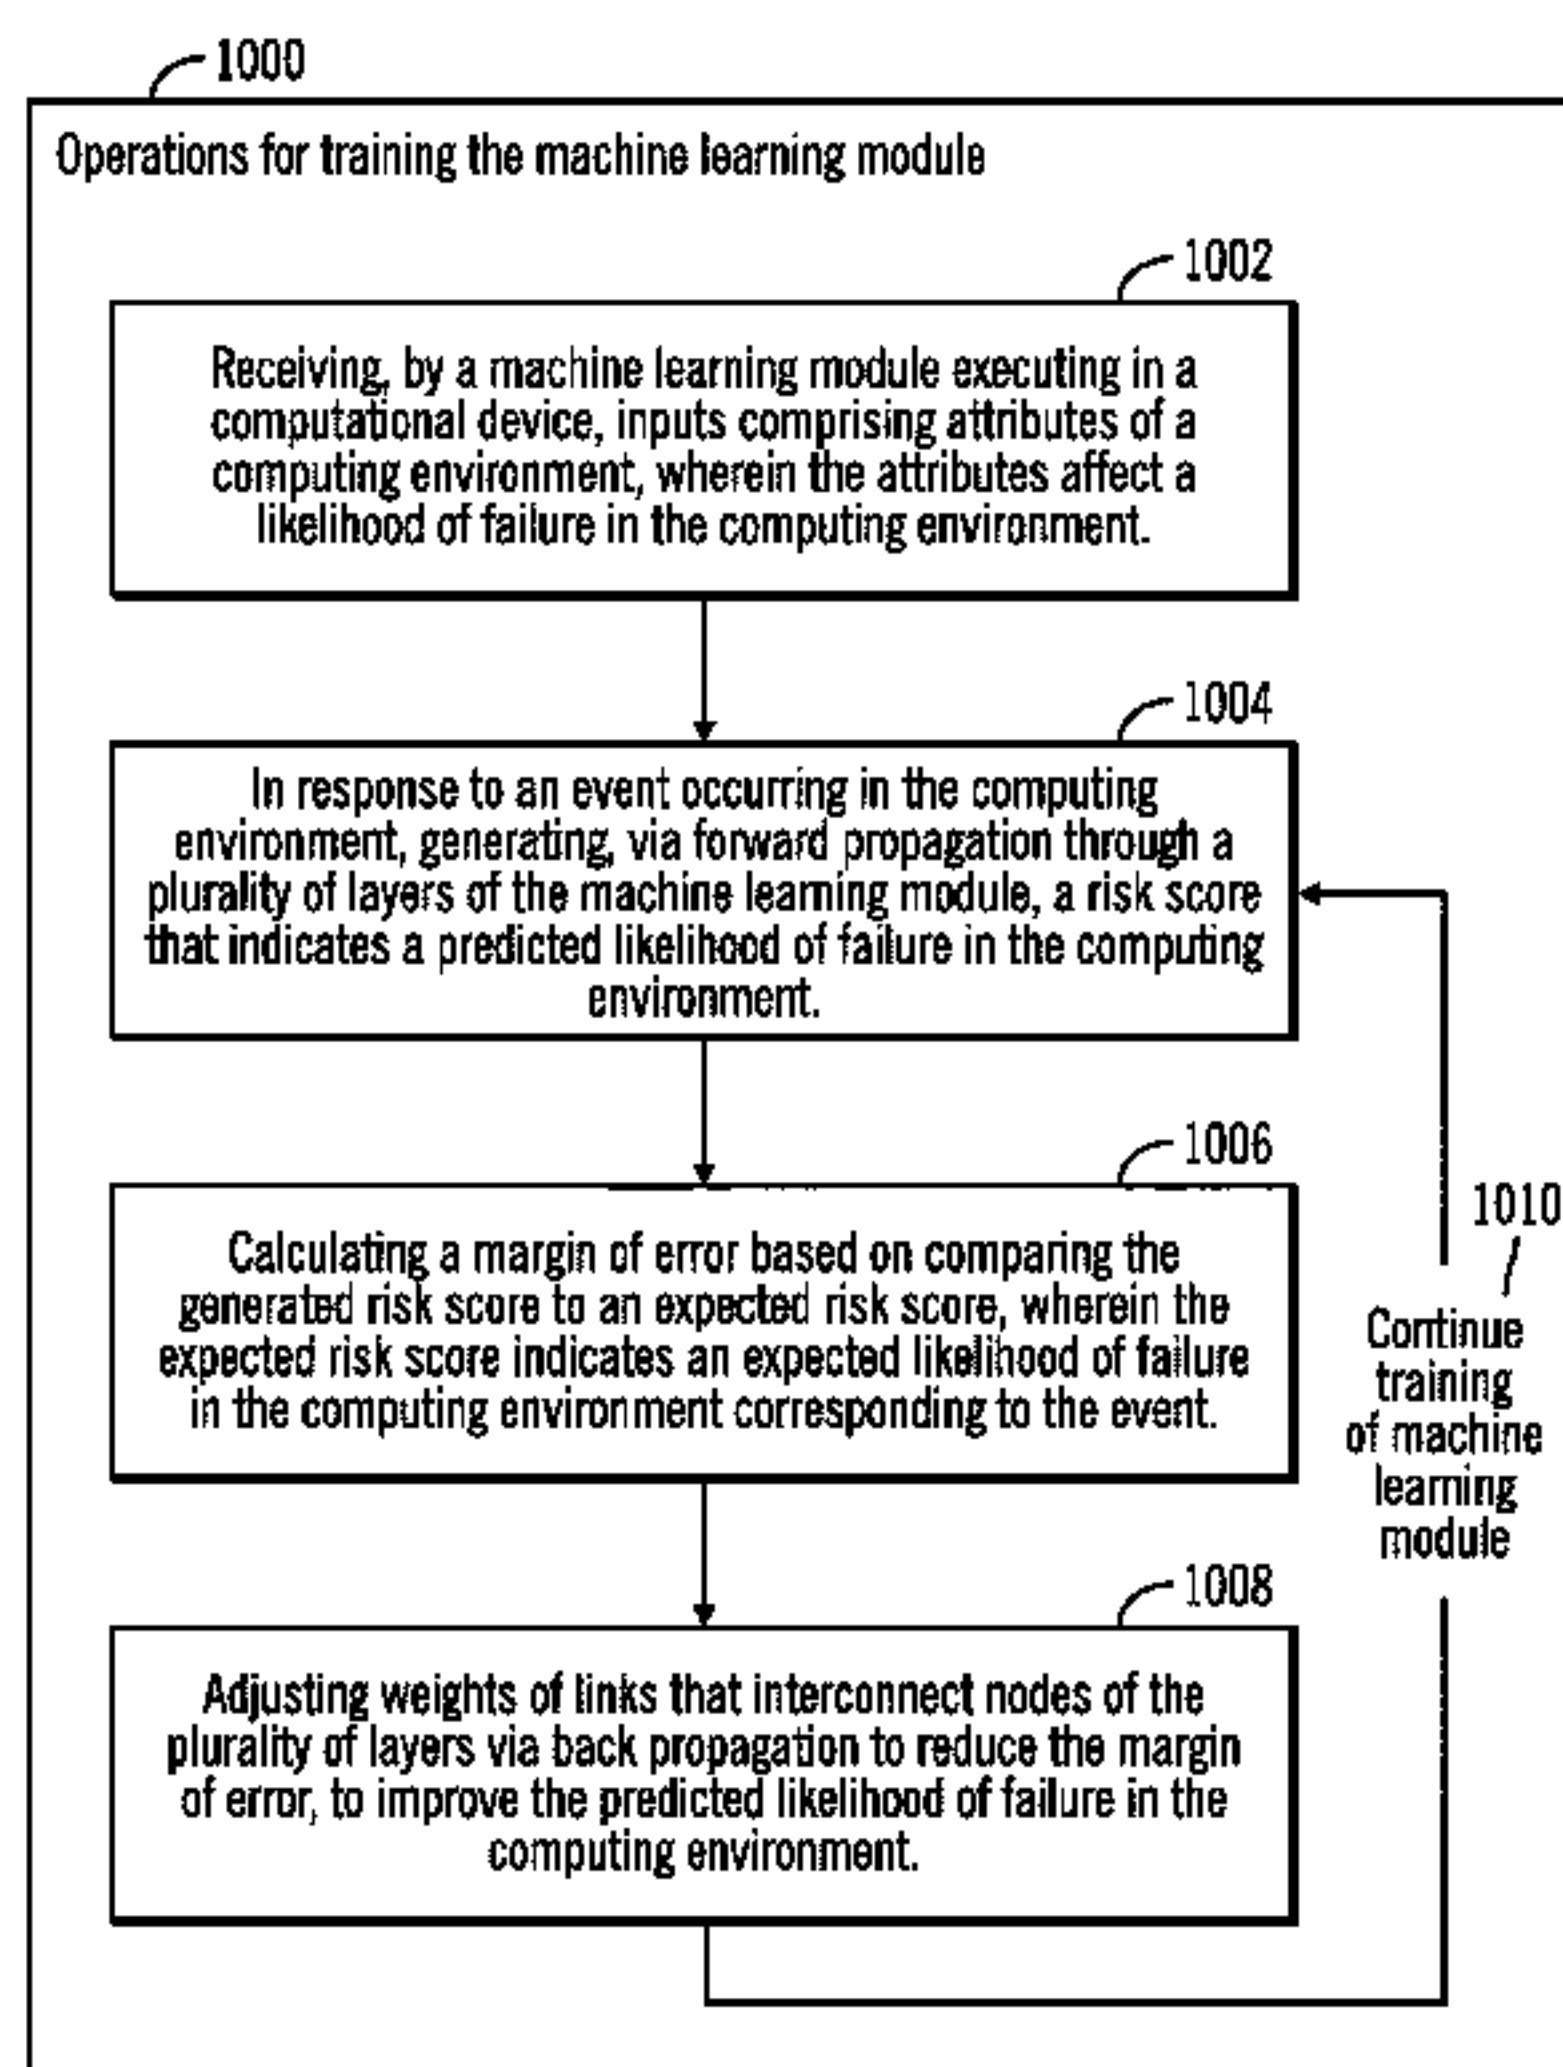 1000
Operations for training the machine learning module
1002
Receiving, by a machine learning module executing in a
computational device, inputs comprising attributes of a
computing environment, wherein the attributes affect a
likelihood of failure in the computing environment.
1004
In response to an event occurring in the computing
environment, generating, via forward propagation through a
plurality of layers of the machine learning module, a risk score
that indicates a predicted likelihood of failure in the computing
environment.
1006
Calculating a margin of error based on comparing the
generated risk score to an expected risk score, wherein the
expected risk score indicates an expected likelihood of failure
in the computing environment corresponding to the event.
1010
Continue
training
of machine
learning
module
1008
Adjusting weights of links that interconnect nodes of the
plurality of layers via back propagation to reduce the margin
of error, to improve the predicted likelihood of failure in the
computing environment.